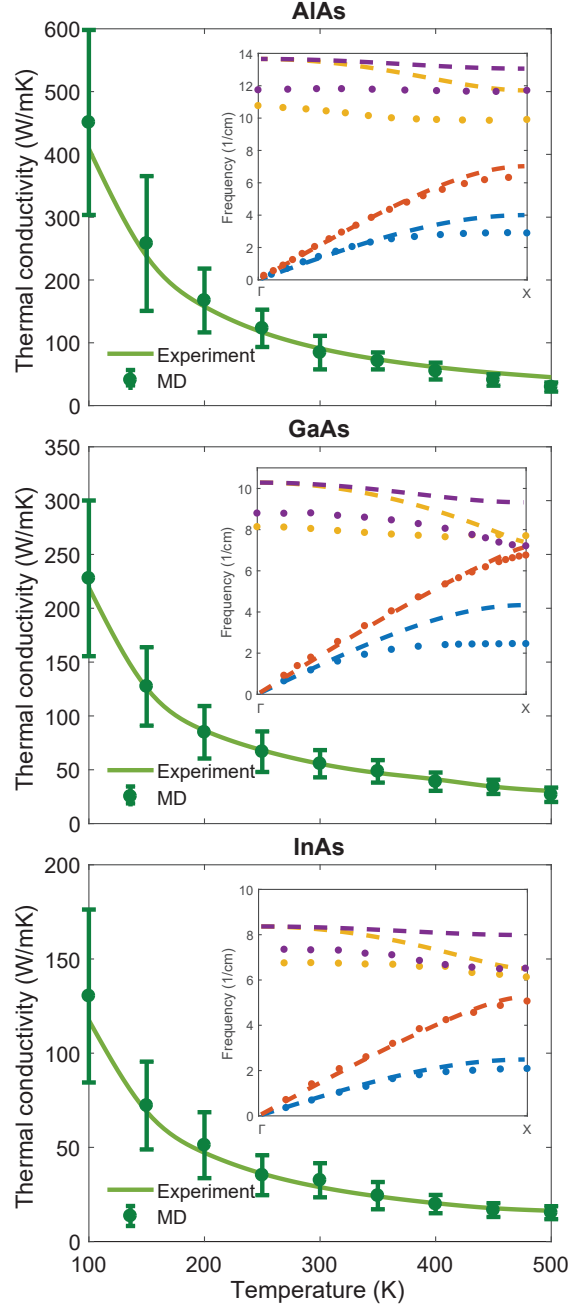 AlAs
Thermal conductivity (W/mK)
600
500
400
300
200
100
0
Frequency (1/cm)
14
12
10
8
6
4
2
0
Γ
X
Experiment
MD
GaAs
Thermal conductivity (W/mK)
350
300
250
200
150
100
50
0
Frequency (1/cm)
10
8
6
4
2
0
Γ
X
Experiment
MD
InAs
Thermal conductivity (W/mK)
200
150
100
50
0
Frequency (1/cm)
10
8
6
4
2
0
Γ
X
Experiment
MD
100 200 300 400 500
Temperature (K)